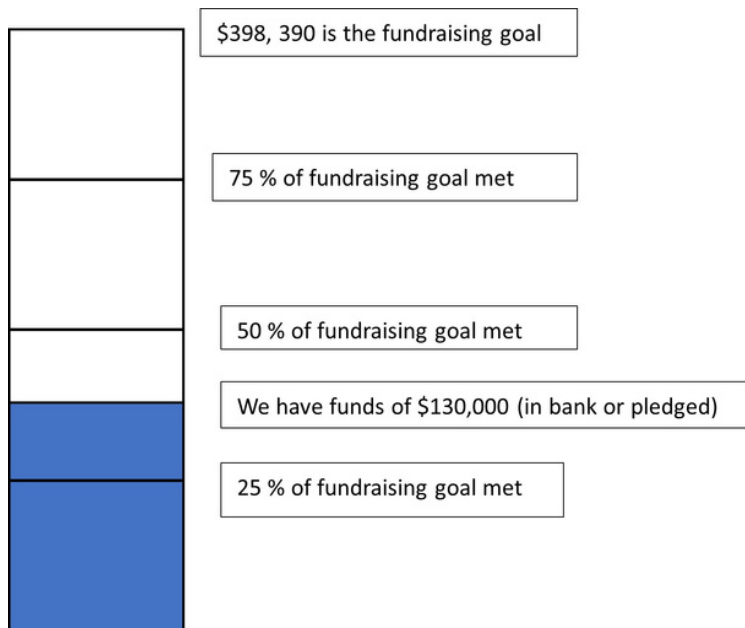 $398, 390 is the fundraising goal
75 % of fundraising goal met
50 % of fundraising goal met
We have funds of $130,000 (in bank or pledged)
25 % of fundraising goal met